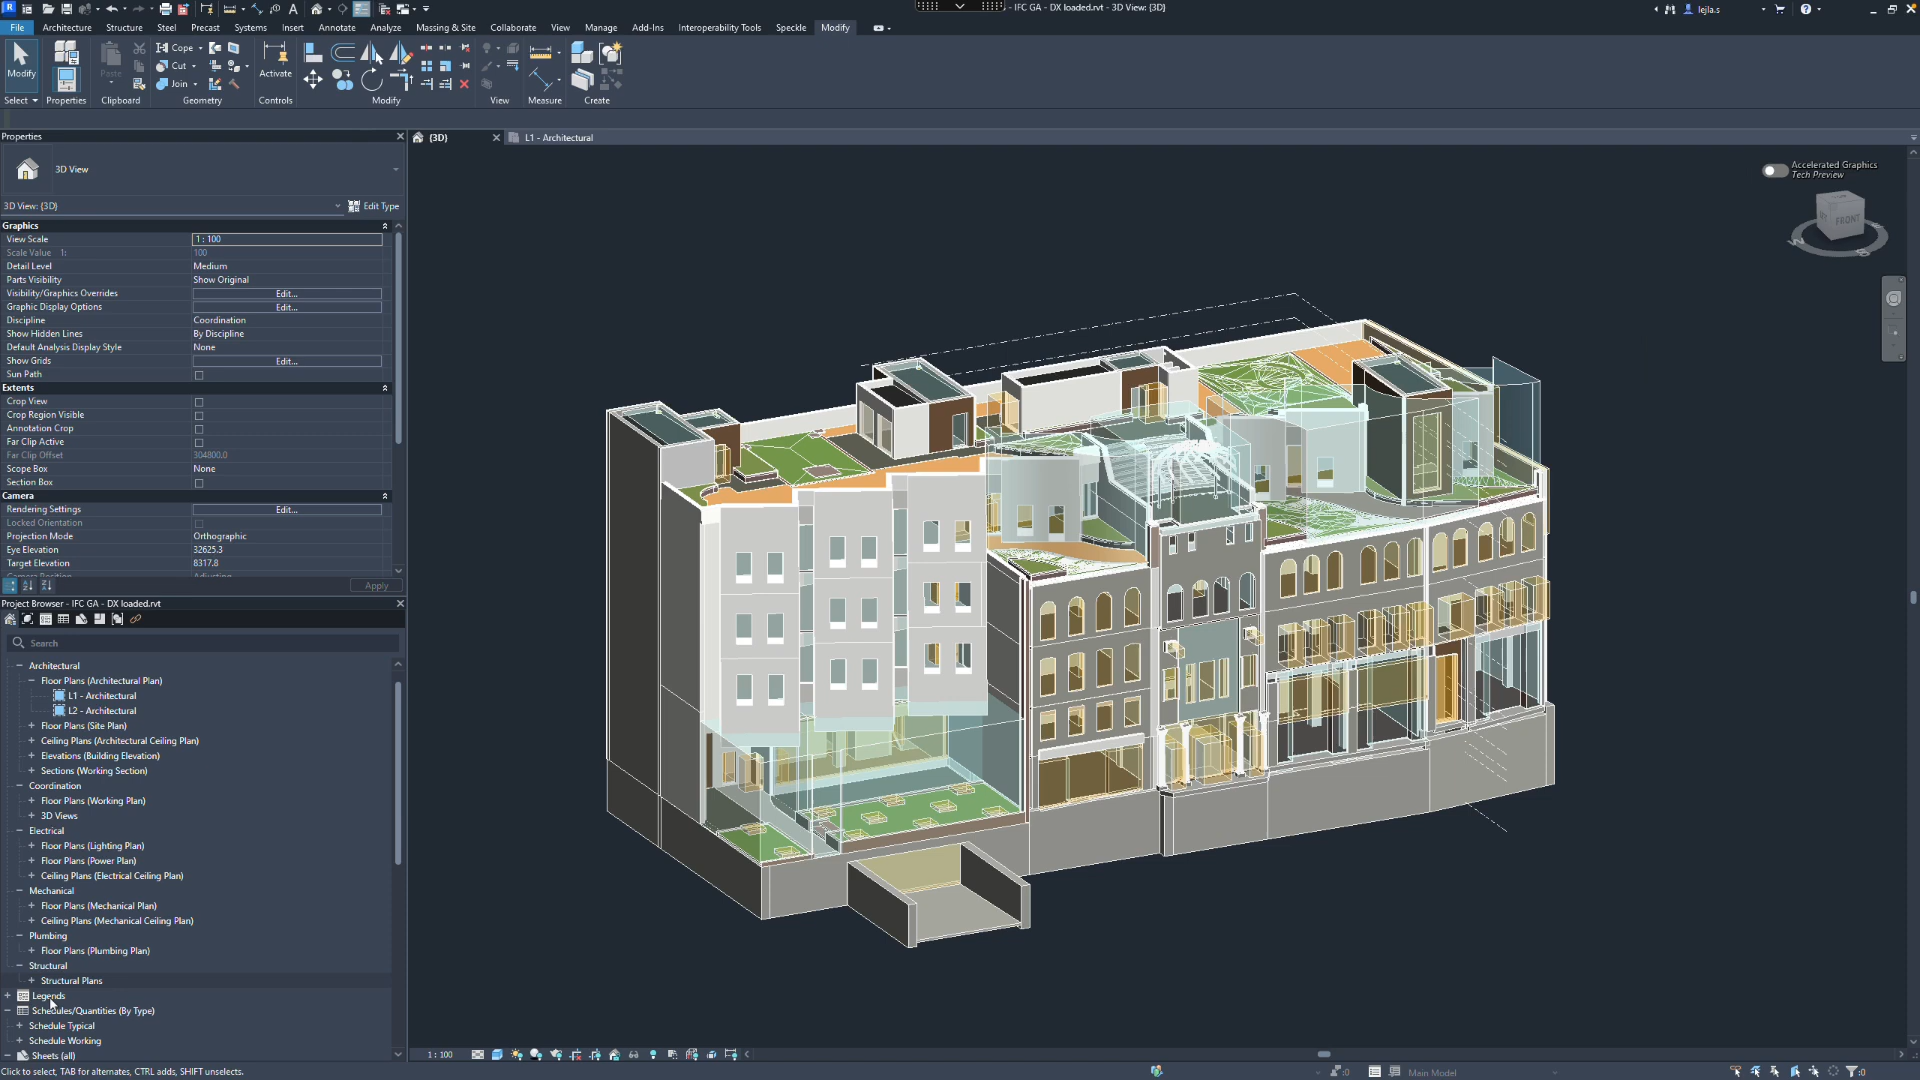 - IFC GA - DX loaded.rvt - 3D View: {3D}
lejla.s
File Architecture Structure Steel Precast Systems Insert Annotate Analyze Massing & Site Collaborate View Manage Add-Ins Interoperability Tools Speckle Modify
Modify
Paste
Cope
Cut
Join
Activate
Select Properties Clipboard Geometry Controls Modify View Measure Create
Properties
{3D}
L1 - Architectural
3D View
Accelerated Graphics
Tech Preview
3D View: {3D}
Edit Type
FRONT
Graphics
View Scale 1 : 100
Scale Value 1: 100
Detail Level Medium
Parts Visibility Show Original
Visibility/Graphics Overrides Edit...
Graphic Display Options Edit...
Discipline Coordination
Show Hidden Lines By Discipline
Default Analysis Display Style None
Show Grids Edit...
Sun Path
Extents
Crop View
Crop Region Visible
Annotation Crop
Far Clip Active
Far Clip Offset 304800.0
Scope Box None
Section Box
Camera
Rendering Settings Edit...
Locked Orientation
Projection Mode Orthographic
Eye Elevation 32625.3
Target Elevation 8317.8
Apply
Project Browser - IFC GA - DX loaded.rvt
Search
Architectural
Floor Plans (Architectural Plan)
L1 - Architectural
L2 - Architectural
Floor Plans (Site Plan)
Ceiling Plans (Architectural Ceiling Plan)
Elevations (Building Elevation)
Sections (Working Section)
Coordination
Floor Plans (Working Plan)
3D Views
Electrical
Floor Plans (Lighting Plan)
Floor Plans (Power Plan)
Ceiling Plans (Electrical Ceiling Plan)
Mechanical
Floor Plans (Mechanical Plan)
Ceiling Plans (Mechanical Ceiling Plan)
Plumbing
Floor Plans (Plumbing Plan)
Structural
Structural Plans
Legends
Schedules/Quantities (By Type)
Schedule Typical
Schedule Working
Sheets (all)
1 : 100
Click to select, TAB for alternates, CTRL adds, SHIFT unselects.
:0
Main Model
:0